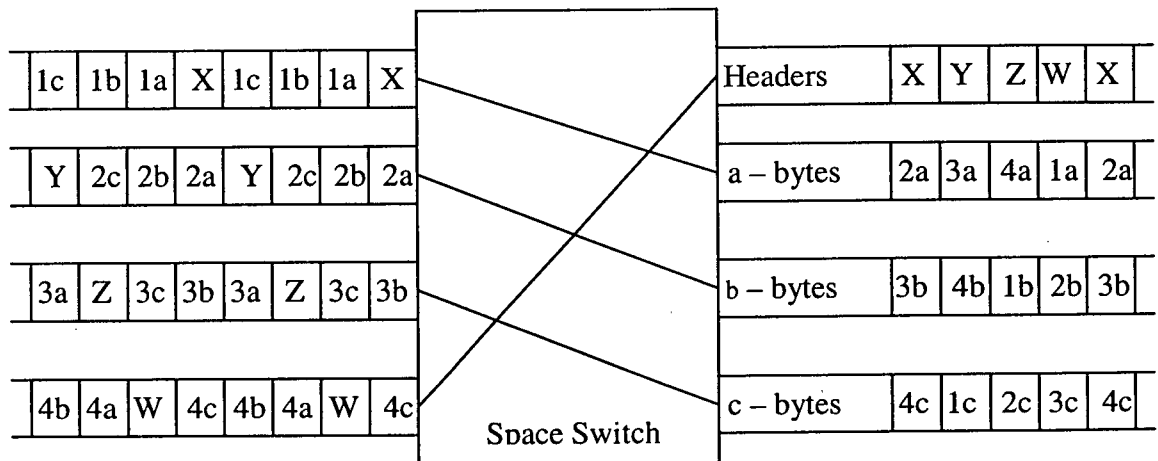 1c 1b 1a X 1c 1b 1a X
Headers X Y Z W X
Y 2c 2b 2a Y 2c 2b 2a
a – bytes 2a 3a 4a 1a 2a
3a Z 3c 3b 3a Z 3c 3b
b – bytes 3b 4b 1b 2b 3b
4b 4a W 4c 4b 4a W 4c
c – bytes 4c 1c 2c 3c 4c
Space Switch